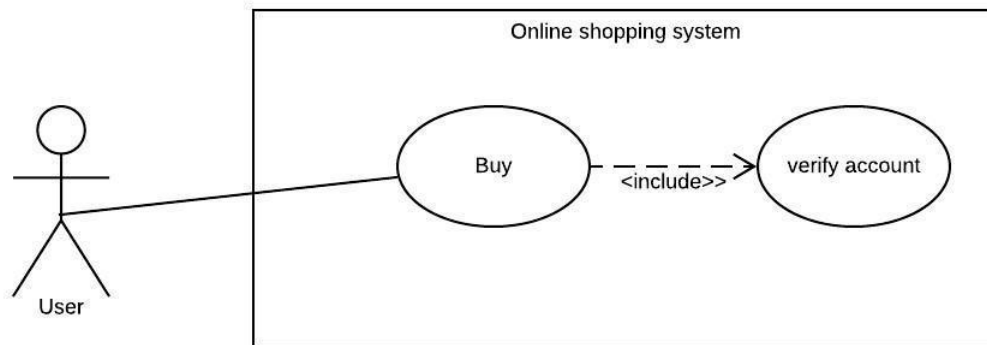 Online shopping system
Buy
<include>>
verify account
User